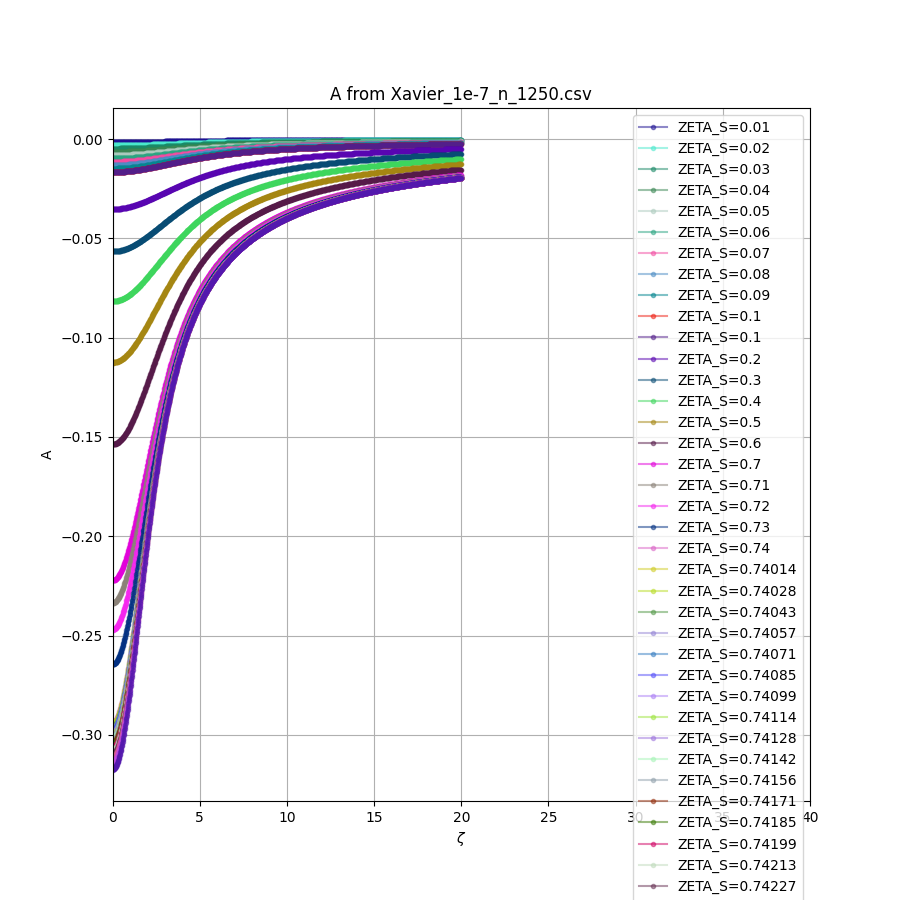 A from Xavier_1e-7_n_1250.csv
0.00
−0.05
−0.10
−0.15
−0.20
−0.25
−0.30
A
0 5 10 15 20 25 30 35 40
ζ
ZETA_S=0.01
ZETA_S=0.02
ZETA_S=0.03
ZETA_S=0.04
ZETA_S=0.05
ZETA_S=0.06
ZETA_S=0.07
ZETA_S=0.08
ZETA_S=0.09
ZETA_S=0.1
ZETA_S=0.1
ZETA_S=0.2
ZETA_S=0.3
ZETA_S=0.4
ZETA_S=0.5
ZETA_S=0.6
ZETA_S=0.7
ZETA_S=0.71
ZETA_S=0.72
ZETA_S=0.73
ZETA_S=0.74
ZETA_S=0.74014
ZETA_S=0.74028
ZETA_S=0.74043
ZETA_S=0.74057
ZETA_S=0.74071
ZETA_S=0.74085
ZETA_S=0.74099
ZETA_S=0.74114
ZETA_S=0.74128
ZETA_S=0.74142
ZETA_S=0.74156
ZETA_S=0.74171
ZETA_S=0.74185
ZETA_S=0.74199
ZETA_S=0.74213
ZETA_S=0.74227